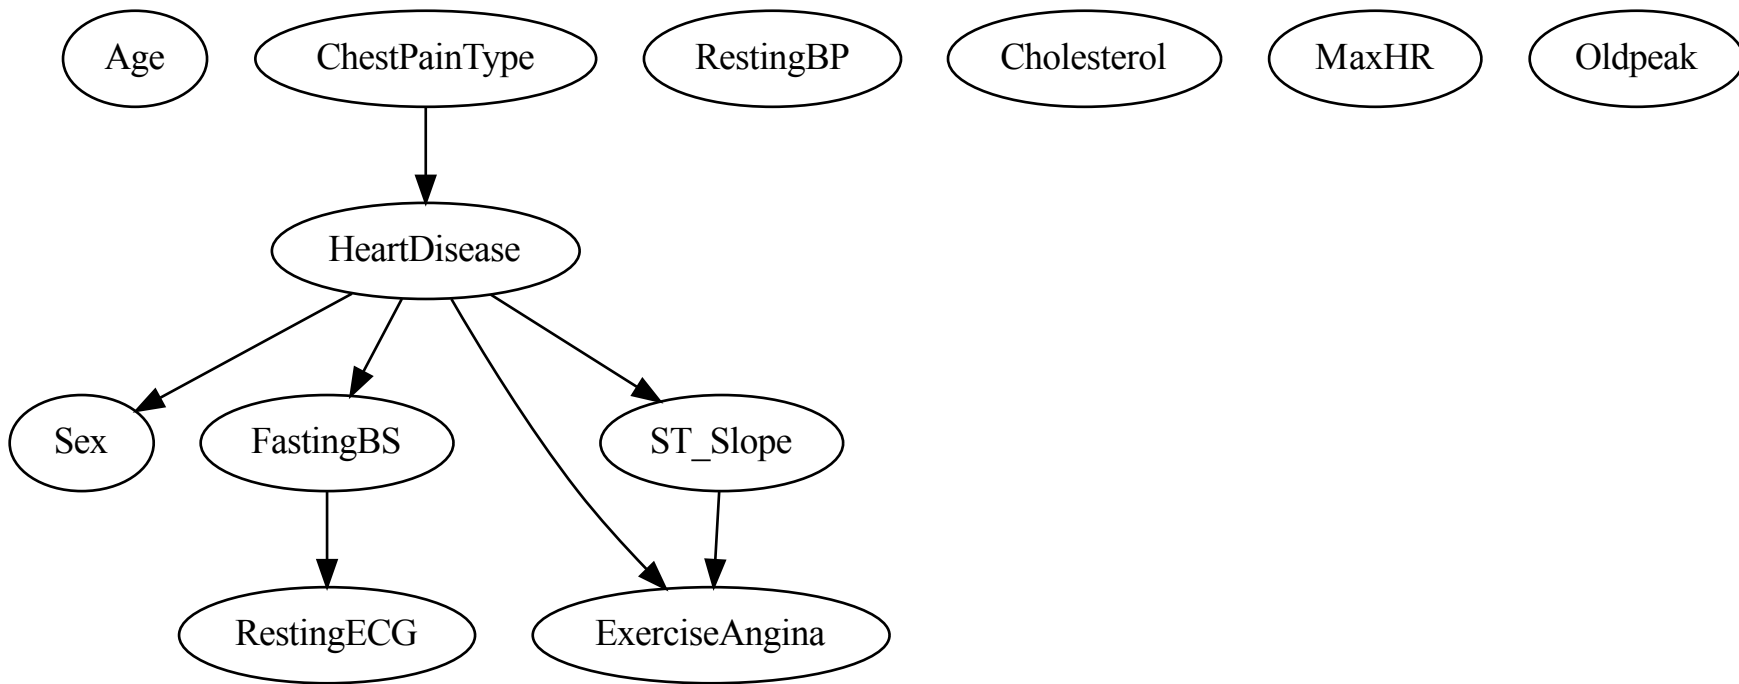 Age
ChestPainType
RestingBP
Cholesterol
MaxHR
Oldpeak
HeartDisease
Sex
FastingBS
ST_Slope
RestingECG
ExerciseAngina